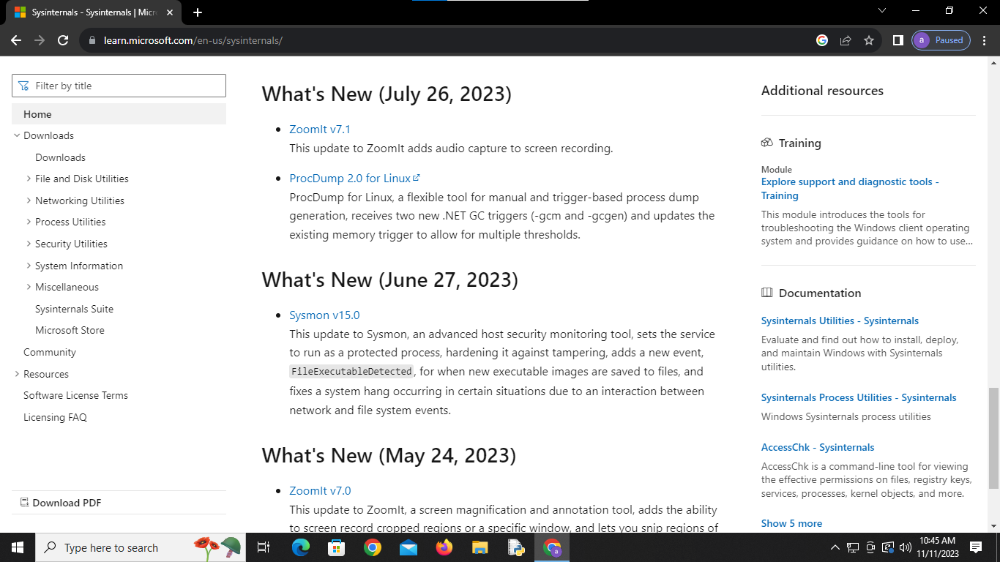 Sysinternals - Sysinternals | Micr
learn.microsoft.com/en-us/sysinternals/
a
Paused
Filter by title
Home
Downloads
Downloads
File and Disk Utilities
Networking Utilities
Process Utilities
Security Utilities
System Information
Miscellaneous
Sysinternals Suite
Microsoft Store
Community
Resources
Software License Terms
Licensing FAQ
Download PDF
What's New (July 26, 2023)
ZoomIt v7.1
This update to ZoomIt adds audio capture to screen recording.
ProcDump 2.0 for Linux
ProcDump for Linux, a flexible tool for manual and trigger-based process dump
generation, receives two new .NET GC triggers (-gcm and -gcgen) and updates the
existing memory trigger to allow for multiple thresholds.
What's New (June 27, 2023)
Sysmon v15.0
This update to Sysmon, an advanced host security monitoring tool, sets the service
to run as a protected process, hardening it against tampering, adds a new event,
FileExecutableDetected, for when new executable images are saved to files, and
fixes a system hang occurring in certain situations due to an interaction between
network and file system events.
What's New (May 24, 2023)
ZoomIt v7.0
This update to ZoomIt, a screen magnification and annotation tool, adds the ability
to screen record cropped regions or a specific window, and lets you snip regions of
Additional resources
Training
Module
Explore support and diagnostic tools -
Training
This module introduces the tools for
troubleshooting the Windows client operating
system and provides guidance on how to use...
Documentation
Sysinternals Utilities - Sysinternals
Evaluate and find out how to install, deploy,
and maintain Windows with Sysinternals
utilities.
Sysinternals Process Utilities - Sysinternals
Windows Sysinternals process utilities
AccessChk - Sysinternals
AccessChk is a command-line tool for viewing
the effective permissions on files, registry keys,
services, processes, kernel objects, and more.
Show 5 more
Type here to search
a
10:45 AM
11/11/2023